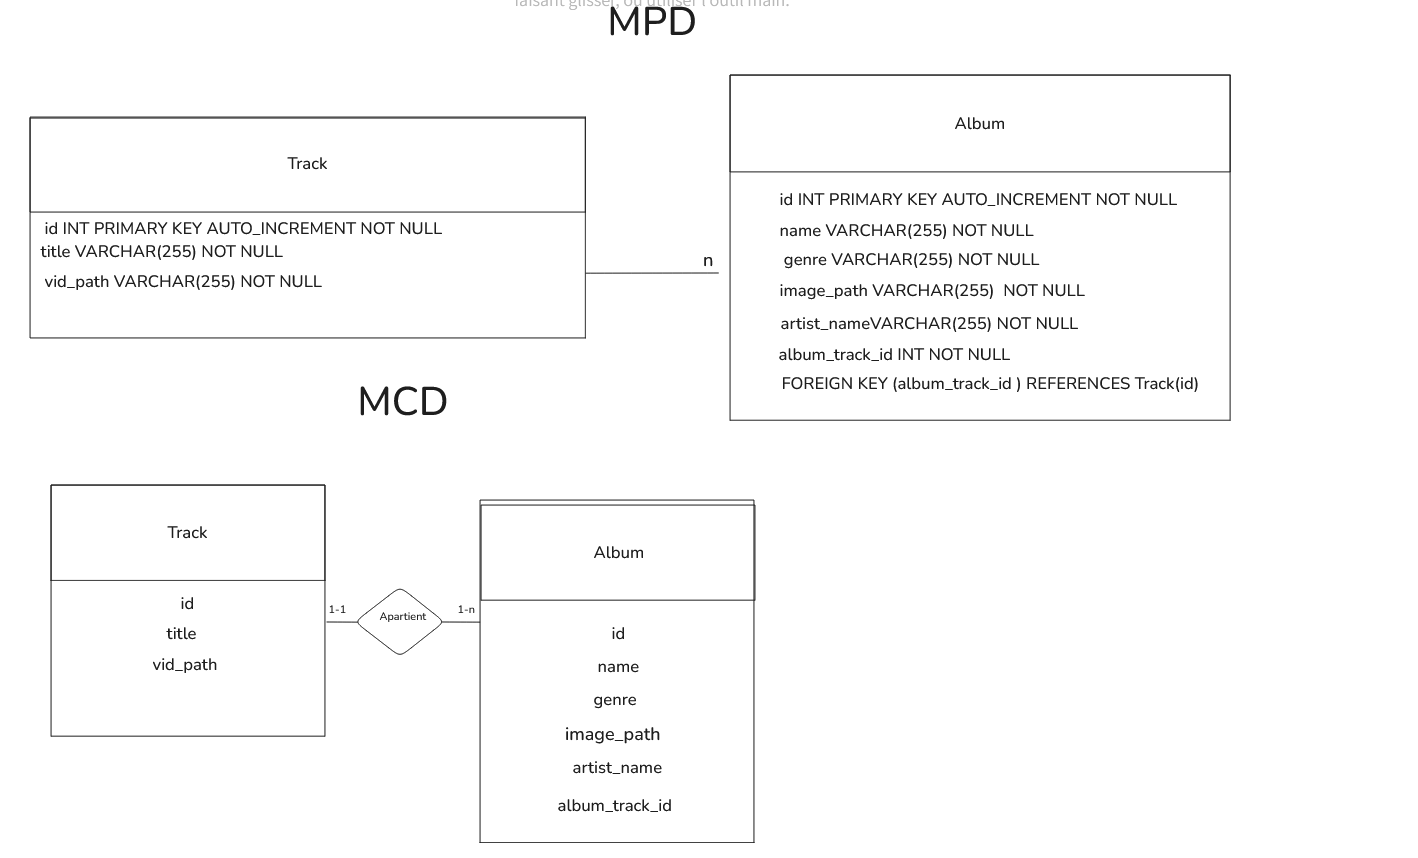 faisant glisser, ou utiliser l'outil main.
MPD
Track
id INT PRIMARY KEY AUTO_INCREMENT NOT NULL
title VARCHAR(255) NOT NULL
vid_path VARCHAR(255) NOT NULL
n
Album
id INT PRIMARY KEY AUTO_INCREMENT NOT NULL
name VARCHAR(255) NOT NULL
genre VARCHAR(255) NOT NULL
image_path VARCHAR(255)  NOT NULL
artist_nameVARCHAR(255) NOT NULL
album_track_id INT NOT NULL
FOREIGN KEY (album_track_id ) REFERENCES Track(id)
MCD
Track
id
title
vid_path
1-1
Apartient
1-n
Album
id
name
genre
image_path
artist_name
album_track_id